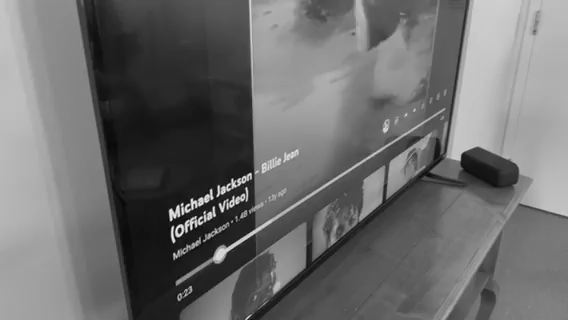 Michael Jackson - Billie Jean
(Official Video)
Michael Jackson • 1.4B views • 13y ago
0:23